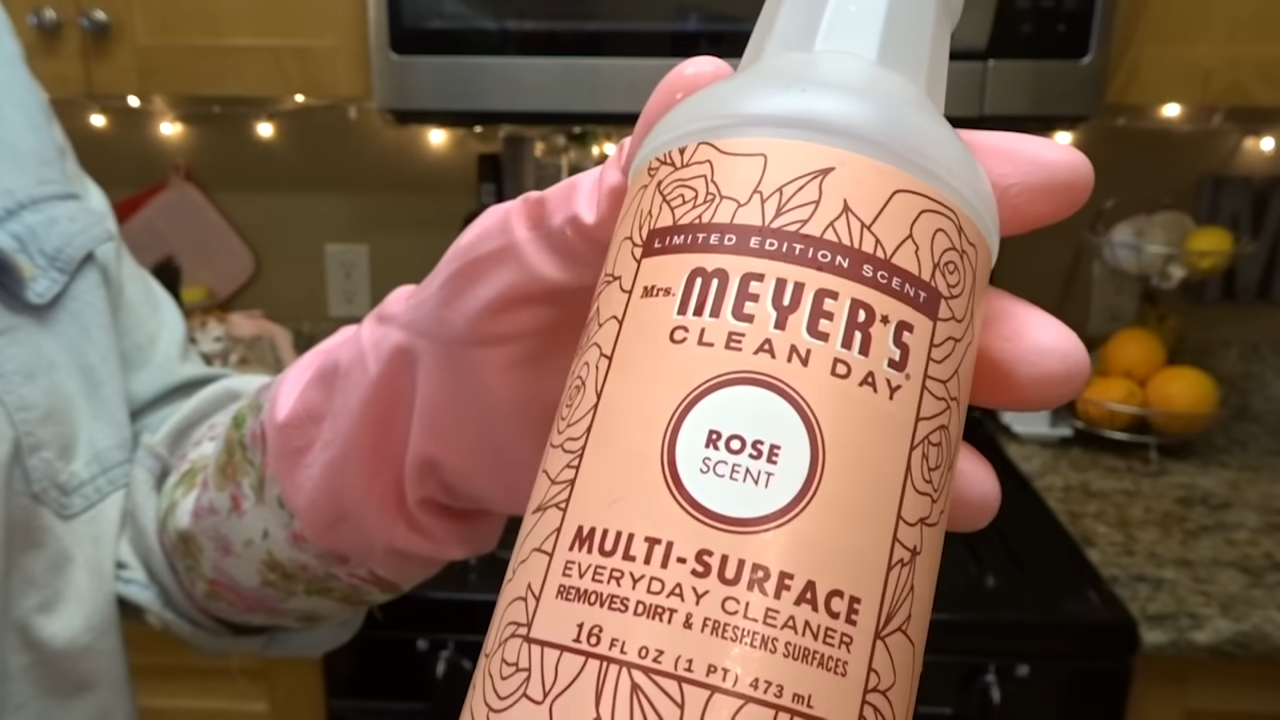 LIMITED EDITION SCENT
Mrs. MEYER'S®
CLEAN DAY
ROSE
SCENT
MULTI-SURFACE
EVERYDAY CLEANER
REMOVES DIRT & FRESHENS SURFACES
16 FL OZ (1 PT) 473 mL